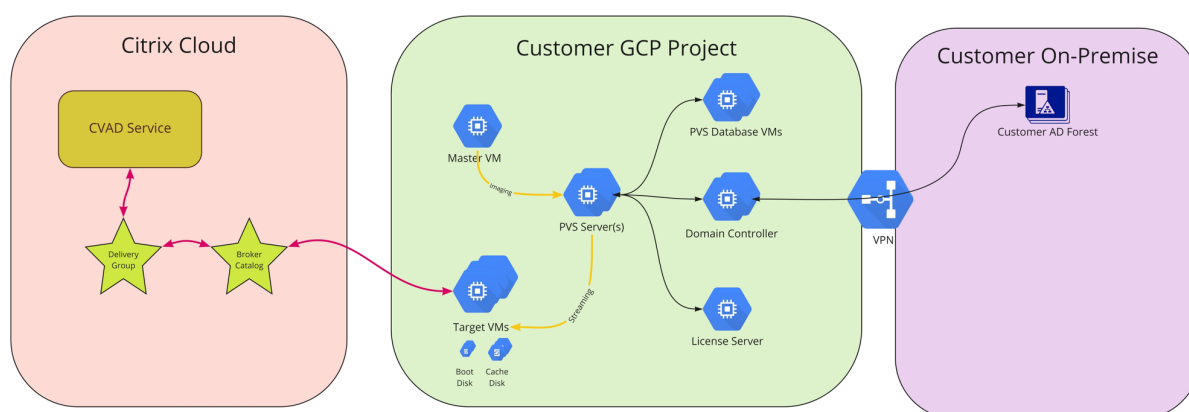 Citrix Cloud
CVAD Service
Delivery
Group
Broker
Catalog
Customer GCP Project
Master VM
Imaging
PVS Server(s)
Streaming
Target VMs
Boot
Disk
Cache
Disk
PVS Database VMs
Domain Controller
License Server
VPN
Customer On-Premise
Customer AD Forest